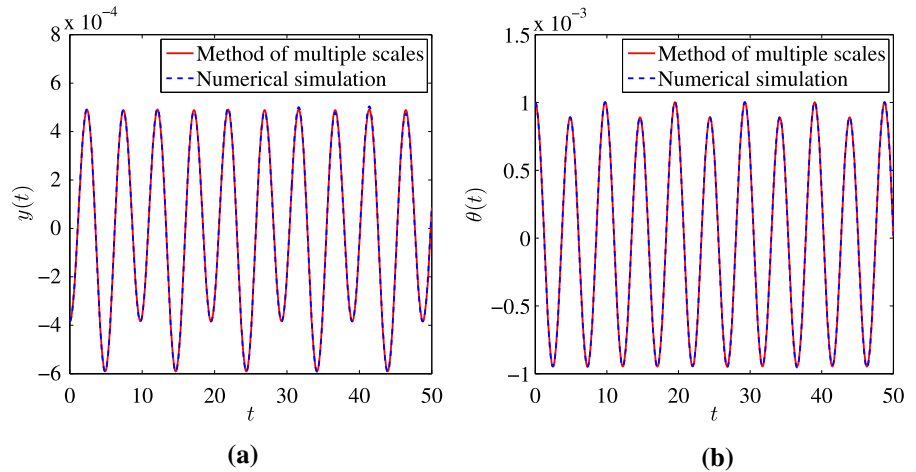 x 10⁻⁴
8
6
4
2
0
−2
−4
−6
y(t)
0 10 20 30 40 50
t
Method of multiple scales
Numerical simulation
(a)
x 10⁻³
1.5
1
0.5
0
−0.5
−1
θ(t)
0 10 20 30 40 50
t
Method of multiple scales
Numerical simulation
(b)